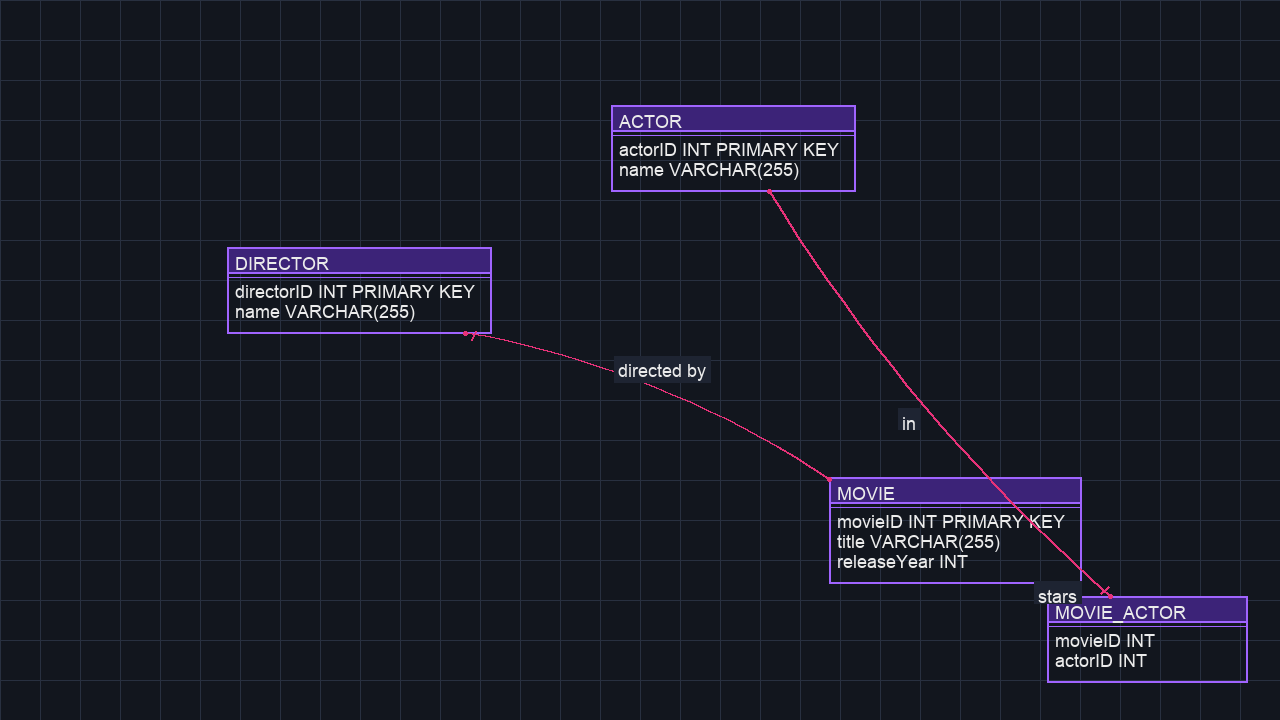 ACTOR
actorID INT PRIMARY KEY
name VARCHAR(255)
DIRECTOR
directorID INT PRIMARY KEY
name VARCHAR(255)
directed by
in
MOVIE
movieID INT PRIMARY KEY
title VARCHAR(255)
releaseYear INT
stars
MOVIE_ACTOR
movieID INT
actorID INT